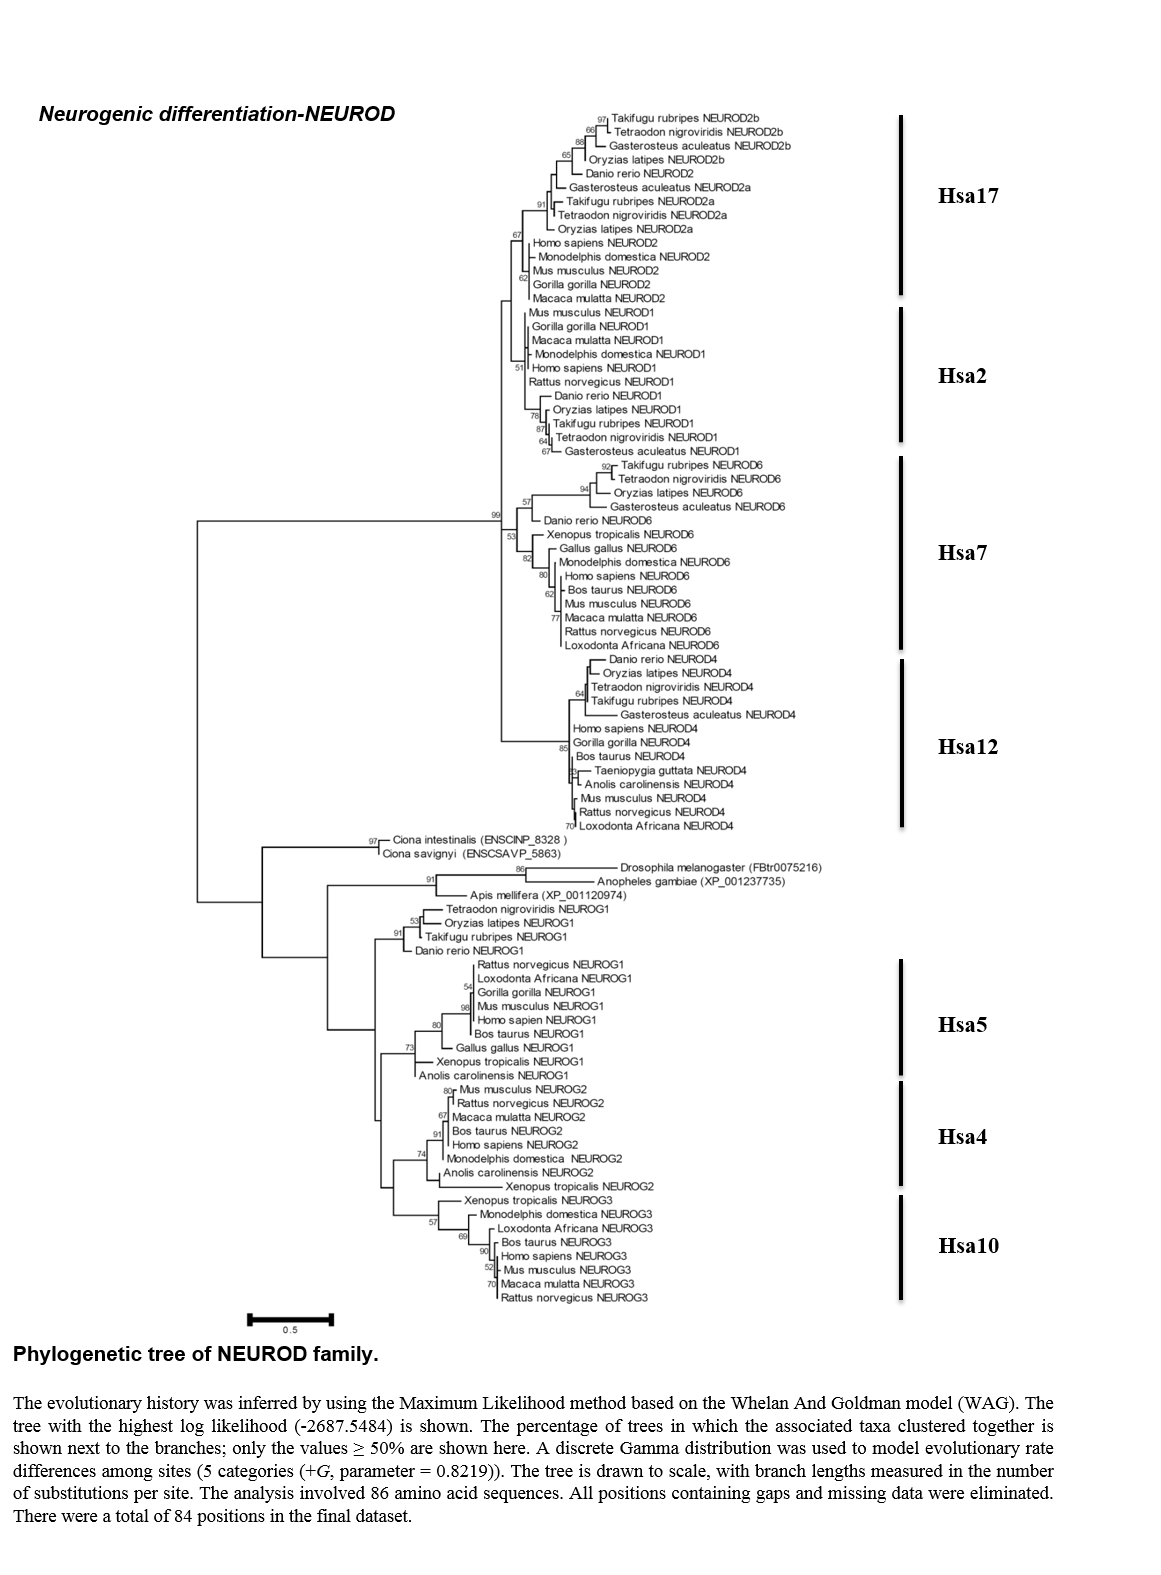 Neurogenic differentiation-NEUROD
97 Takifugu rubripes NEUROD2b
66 Tetraodon nigroviridis NEUROD2b
88 Gasterosteus aculeatus NEUROD2b
65 Oryzias latipes NEUROD2b
Danio rerio NEUROD2
Gasterosteus aculeatus NEUROD2a
Hsa17
91 Takifugu rubripes NEUROD2a
Tetraodon nigroviridis NEUROD2a
Oryzias latipes NEUROD2a
67 Homo sapiens NEUROD2
Monodelphis domestica NEUROD2
Mus musculus NEUROD2
62 Gorilla gorilla NEUROD2
Macaca mulatta NEUROD2
Mus musculus NEUROD1
Gorilla gorilla NEUROD1
Macaca mulatta NEUROD1
Monodelphis domestica NEUROD1
51 Homo sapiens NEUROD1
Hsa2
Rattus norvegicus NEUROD1
Danio rerio NEUROD1
78 Oryzias latipes NEUROD1
87 Takifugu rubripes NEUROD1
64 Tetraodon nigroviridis NEUROD1
67 Gasterosteus aculeatus NEUROD1
92 Takifugu rubripes NEUROD6
Tetraodon nigroviridis NEUROD6
94 Oryzias latipes NEUROD6
57 Gasterosteus aculeatus NEUROD6
99 Danio rerio NEUROD6
53 Xenopus tropicalis NEUROD6
Gallus gallus NEUROD6
Hsa7
82 Monodelphis domestica NEUROD6
80 Homo sapiens NEUROD6
62 Bos taurus NEUROD6
Mus musculus NEUROD6
77 Macaca mulatta NEUROD6
Rattus norvegicus NEUROD6
Loxodonta Africana NEUROD6
Danio rerio NEUROD4
Oryzias latipes NEUROD4
Tetraodon nigroviridis NEUROD4
64 Takifugu rubripes NEUROD4
Gasterosteus aculeatus NEUROD4
Homo sapiens NEUROD4
85 Gorilla gorilla NEUROD4
Hsa12
Bos taurus NEUROD4
Taeniopygia guttata NEUROD4
Anolis carolinensis NEUROD4
Mus musculus NEUROD4
Rattus norvegicus NEUROD4
70 Loxodonta Africana NEUROD4
97 Ciona intestinalis (ENSCINP_8328 )
Ciona savignyi (ENSCSAVP_5863)
86 Drosophila melanogaster (FBtr0075216)
91 Anopheles gambiae (XP_001237735)
Apis mellifera (XP_001120974)
Tetraodon nigroviridis NEUROG1
53 Oryzias latipes NEUROG1
91 Takifugu rubripes NEUROG1
Danio rerio NEUROG1
Rattus norvegicus NEUROG1
Loxodonta Africana NEUROG1
54 Gorilla gorilla NEUROG1
98 Mus musculus NEUROG1
Homo sapien NEUROG1
Hsa5
80 Bos taurus NEUROG1
73 Gallus gallus NEUROG1
Xenopus tropicalis NEUROG1
Anolis carolinensis NEUROG1
80 Mus musculus NEUROG2
Rattus norvegicus NEUROG2
67 Macaca mulatta NEUROG2
91 Bos taurus NEUROG2
Hsa4
Homo sapiens NEUROG2
74 Monodelphis domestica NEUROG2
Anolis carolinensis NEUROG2
Xenopus tropicalis NEUROG2
Xenopus tropicalis NEUROG3
57 Monodelphis domestica NEUROG3
69 Loxodonta Africana NEUROG3
90 Bos taurus NEUROG3
Hsa10
Homo sapiens NEUROG3
52 Mus musculus NEUROG3
70 Macaca mulatta NEUROG3
Rattus norvegicus NEUROG3
0.5
Phylogenetic tree of NEUROD family.
The evolutionary history was inferred by using the Maximum Likelihood method based on the Whelan And Goldman model (WAG). The
tree with the highest log likelihood (-2687.5484) is shown. The percentage of trees in which the associated taxa clustered together is
shown next to the branches; only the values ≥ 50% are shown here. A discrete Gamma distribution was used to model evolutionary rate
differences among sites (5 categories (+G, parameter = 0.8219)). The tree is drawn to scale, with branch lengths measured in the number
of substitutions per site. The analysis involved 86 amino acid sequences. All positions containing gaps and missing data were eliminated.
There were a total of 84 positions in the final dataset.